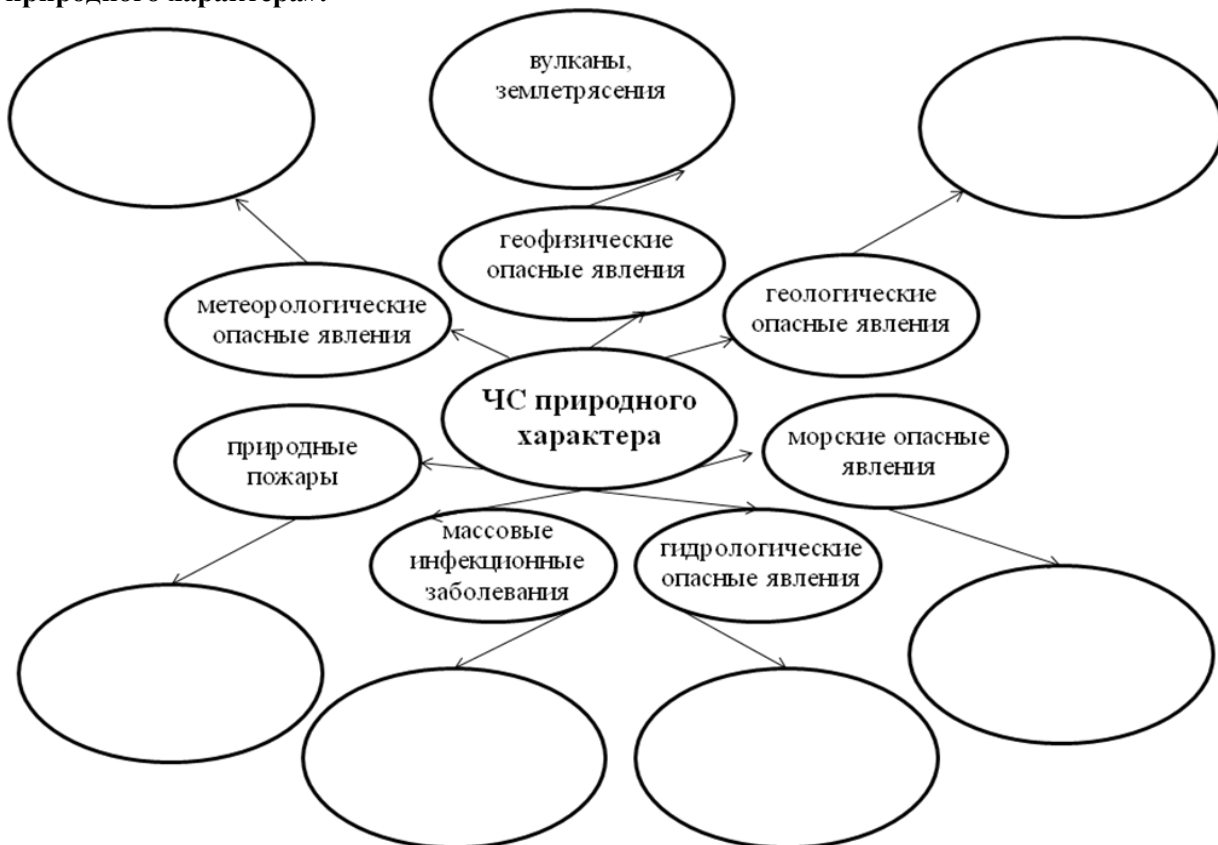 природного характера».
вулканы,
землетрясения
геофизические
опасные явления
метеорологические
опасные явления
геологические
опасные явления
ЧС природного
характера
природные
пожары
морские опасные
явления
массовые
инфекционные
заболевания
гидрологические
опасные явления